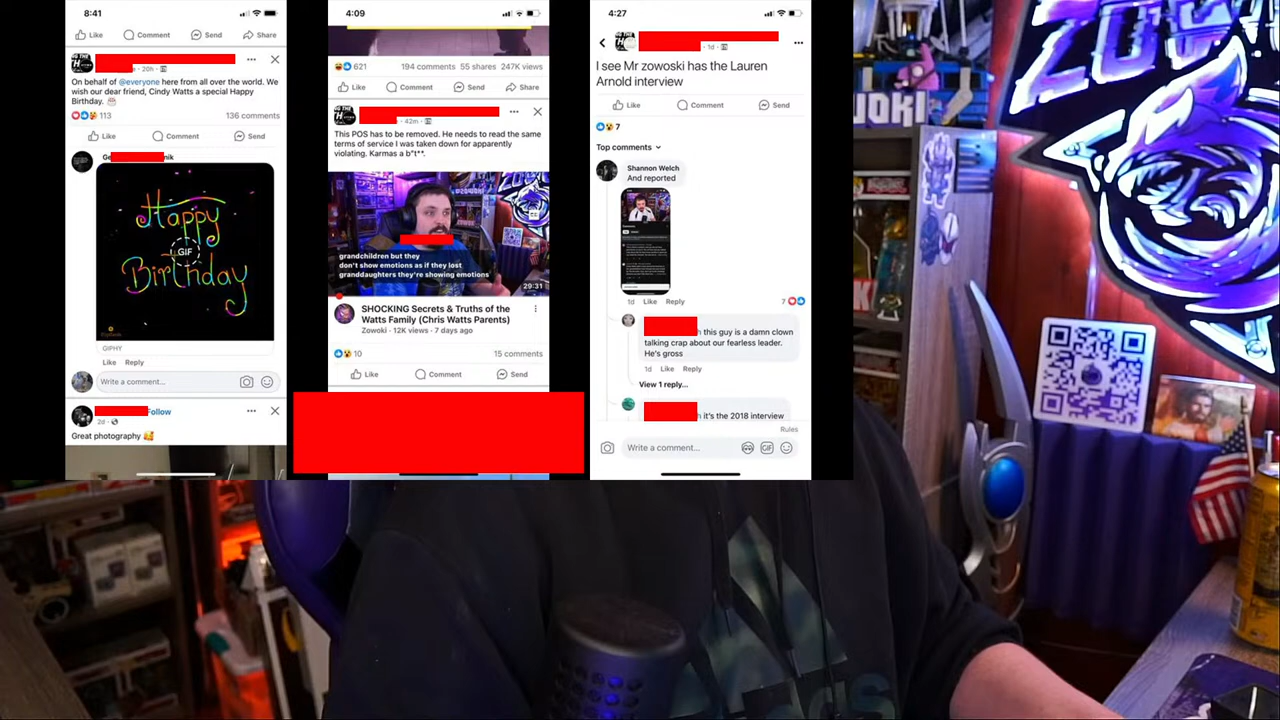 8:41
Like Comment Send Share
20h
On behalf of @everyone here from all over the world. We
wish our dear friend, Cindy Watts a special Happy
Birthday.
113 136 comments
Like Comment Send
Happy
GIF
Birthday
GIPHY
Like Reply
Write a comment...
Follow
2d
Great photography
4:09
621 194 comments 55 shares 247K views
Like Comment Send Share
42m
This POS has to be removed. He needs to read the same
terms of service I was taken down for apparently
violating. Karmas a b*t**.
grandchildren but they
don't show emotions as if they lost
granddaughters they're showing emotions
29:31
SHOCKING Secrets & Truths of the
Watts Family (Chris Watts Parents)
Zowoki · 12K views · 7 days ago
10 15 comments
Like Comment Send
4:27
1d
I see Mr zowoski has the Lauren
Arnold interview
Like Comment Send
7
Top comments
Shannon Welch
And reported
1d Like Reply 7
this guy is a damn clown
talking crap about our fearless leader.
He's gross
1d Like Reply
View 1 reply...
it's the 2018 interview
Rules
Write a comment... GIF